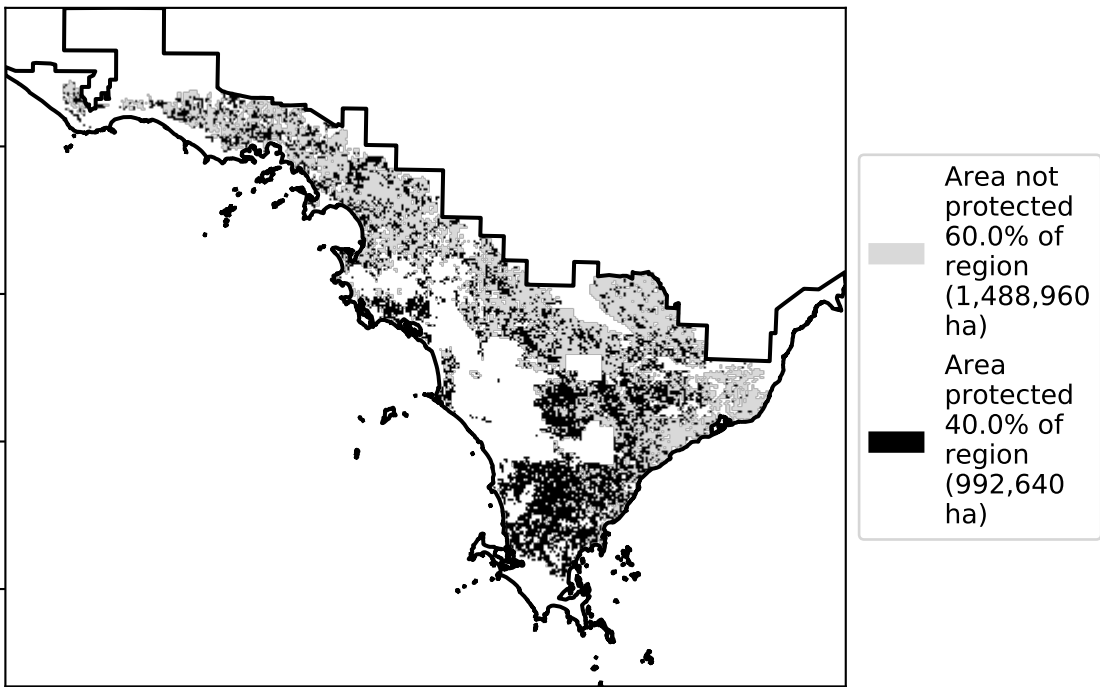 Area not
protected
60.0% of
region
(1,488,960
ha)
Area
protected
40.0% of
region
(992,640
ha)